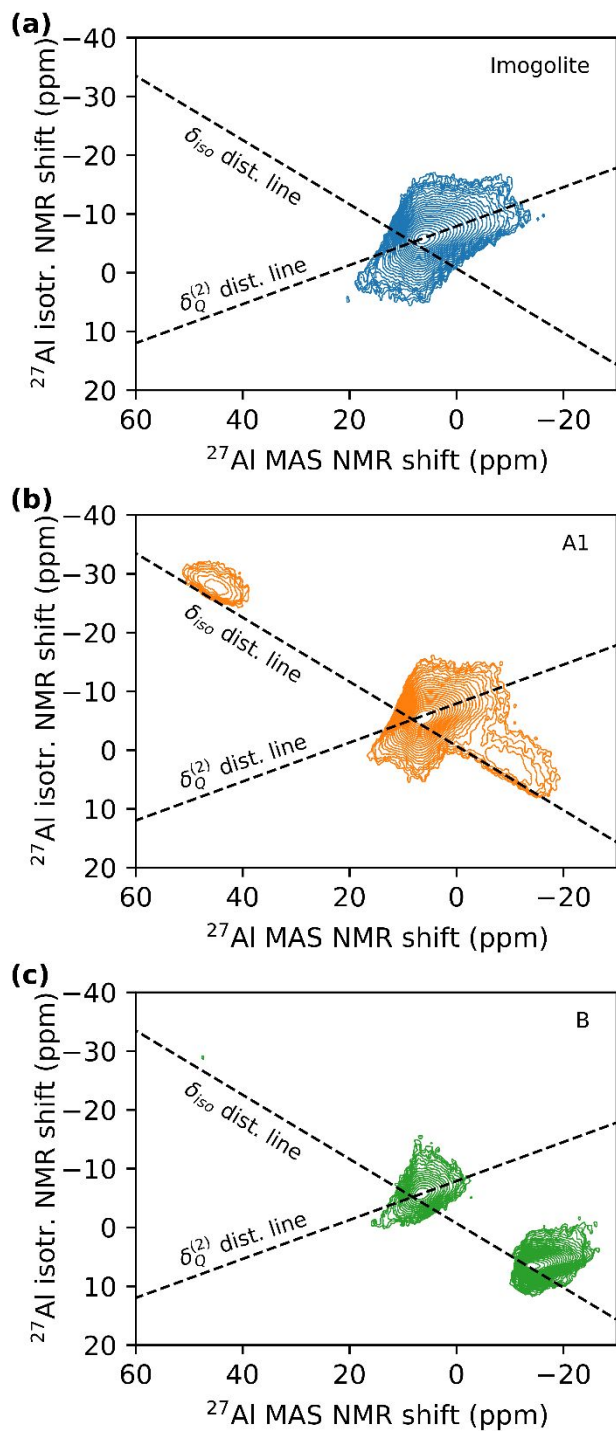 (a)
Imogolite
δiso dist. line
δQ(2) dist. line
27Al isotr. NMR shift (ppm)
−40
−30
−20
−10
0
10
20
60 40 20 0 −20
27Al MAS NMR shift (ppm)
(b)
A1
δiso dist. line
δQ(2) dist. line
27Al isotr. NMR shift (ppm)
−40
−30
−20
−10
0
10
20
60 40 20 0 −20
27Al MAS NMR shift (ppm)
(c)
B
δiso dist. line
δQ(2) dist. line
27Al isotr. NMR shift (ppm)
−40
−30
−20
−10
0
10
20
60 40 20 0 −20
27Al MAS NMR shift (ppm)